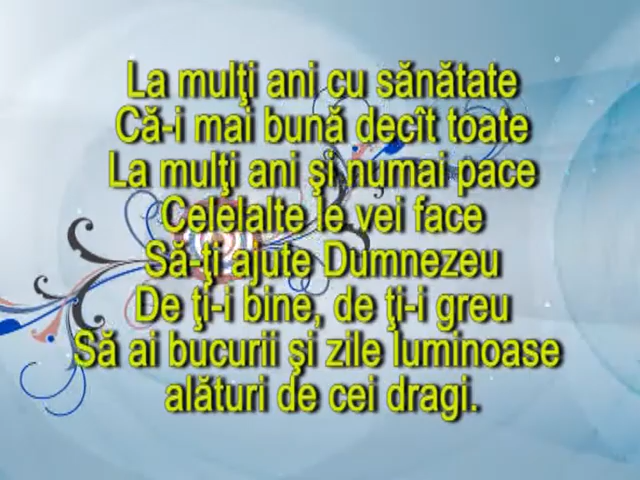 La mulţi ani cu sănătate
Că-i mai bună decît toate
La mulţi ani şi numai pace
Celelalte le vei face
Să-ţi ajute Dumnezeu
De ţi-i bine, de ţi-i greu
Să ai bucurii şi zile luminoase
alături de cei dragi.